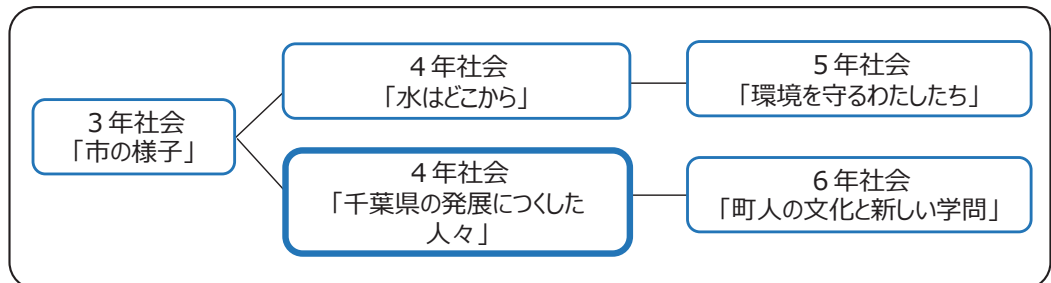 3年社会
「市の様子」
4年社会
「水はどこから」
5年社会
「環境を守るわたしたち」
4年社会
「千葉県の発展につくした
人々」
6年社会
「町人の文化と新しい学問」